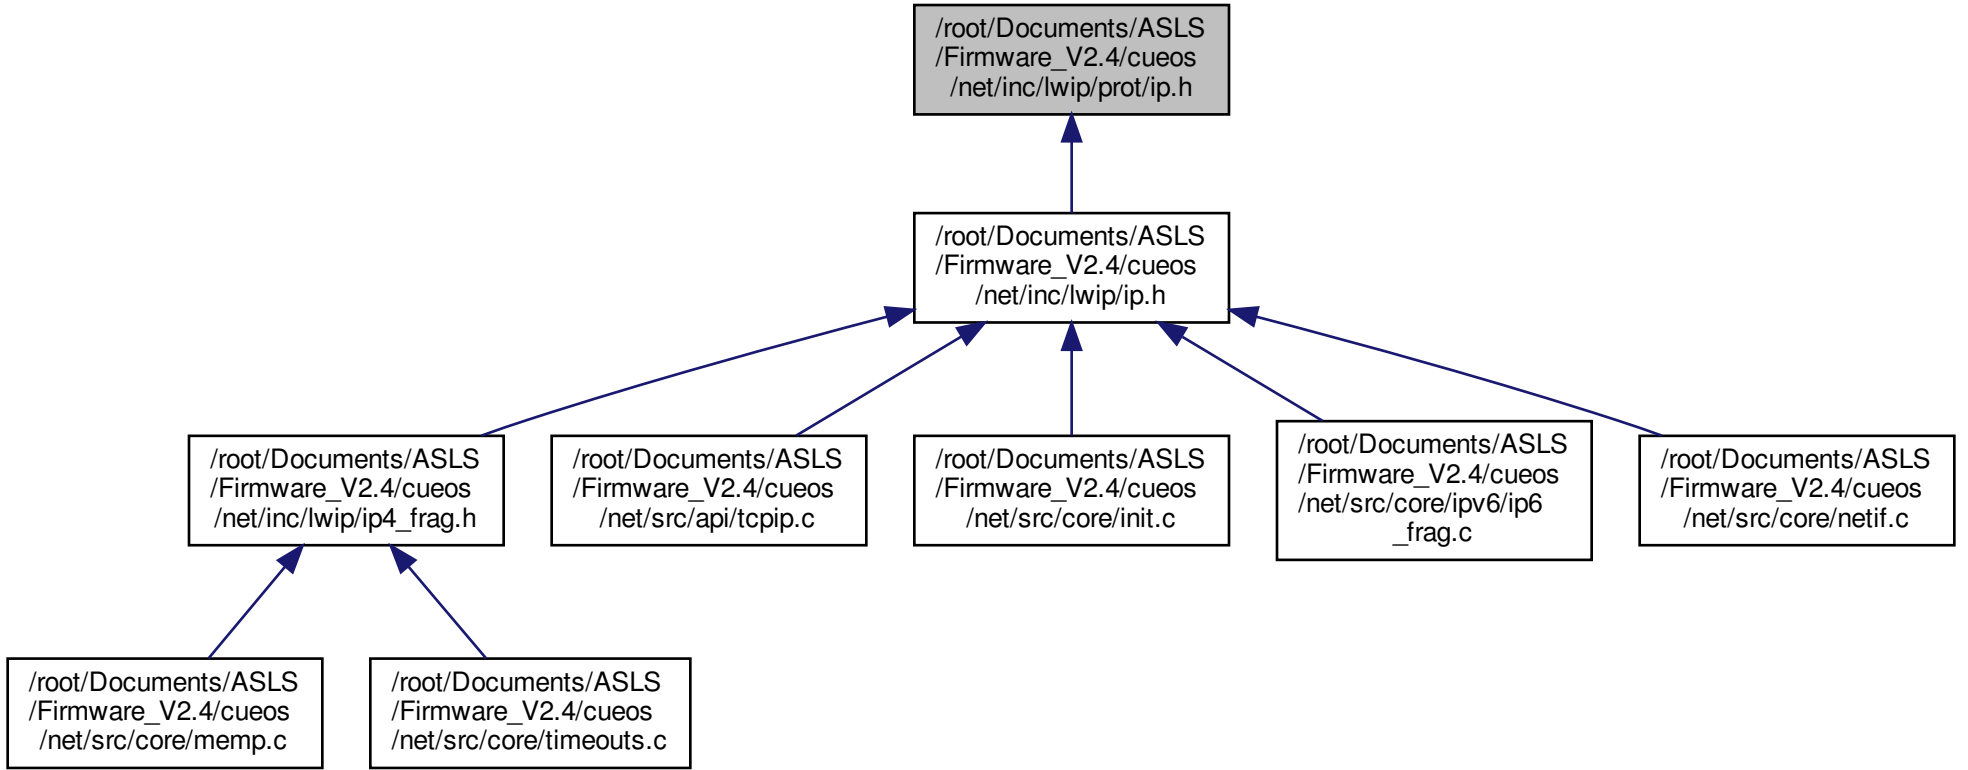 /root/Documents/ASLS
/Firmware_V2.4/cueos
/net/inc/lwip/prot/ip.h
/root/Documents/ASLS
/Firmware_V2.4/cueos
/net/inc/lwip/ip.h
/root/Documents/ASLS
/Firmware_V2.4/cueos
/net/inc/lwip/ip4_frag.h
/root/Documents/ASLS
/Firmware_V2.4/cueos
/net/src/api/tcpip.c
/root/Documents/ASLS
/Firmware_V2.4/cueos
/net/src/core/init.c
/root/Documents/ASLS
/Firmware_V2.4/cueos
/net/src/core/ipv6/ip6
_frag.c
/root/Documents/ASLS
/Firmware_V2.4/cueos
/net/src/core/netif.c
/root/Documents/ASLS
/Firmware_V2.4/cueos
/net/src/core/memp.c
/root/Documents/ASLS
/Firmware_V2.4/cueos
/net/src/core/timeouts.c